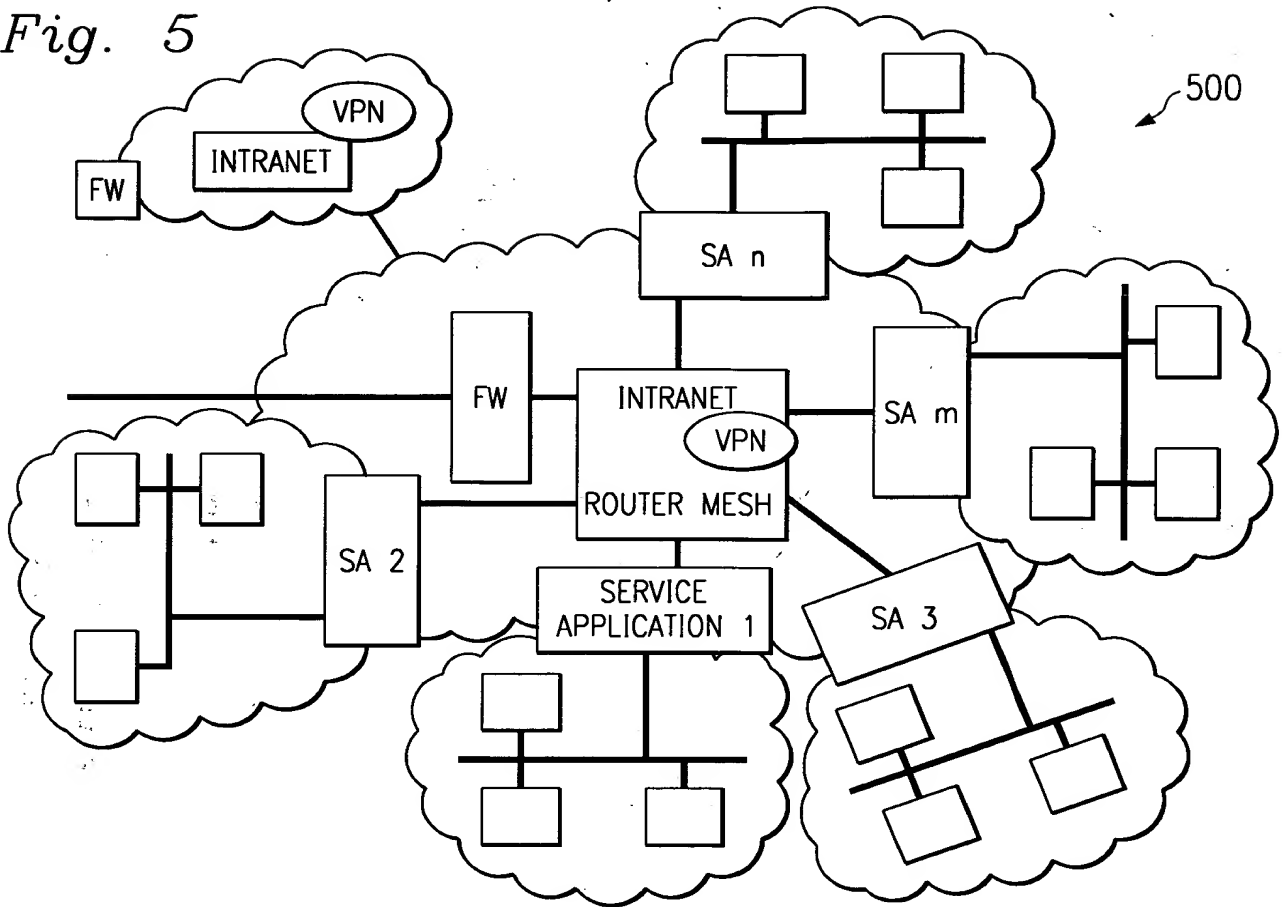 Fig. 5
500
VPN
INTRANET
FW
SA n
FW
INTRANET
VPN
ROUTER MESH
SA m
SA 2
SERVICE
APPLICATION 1
SA 3